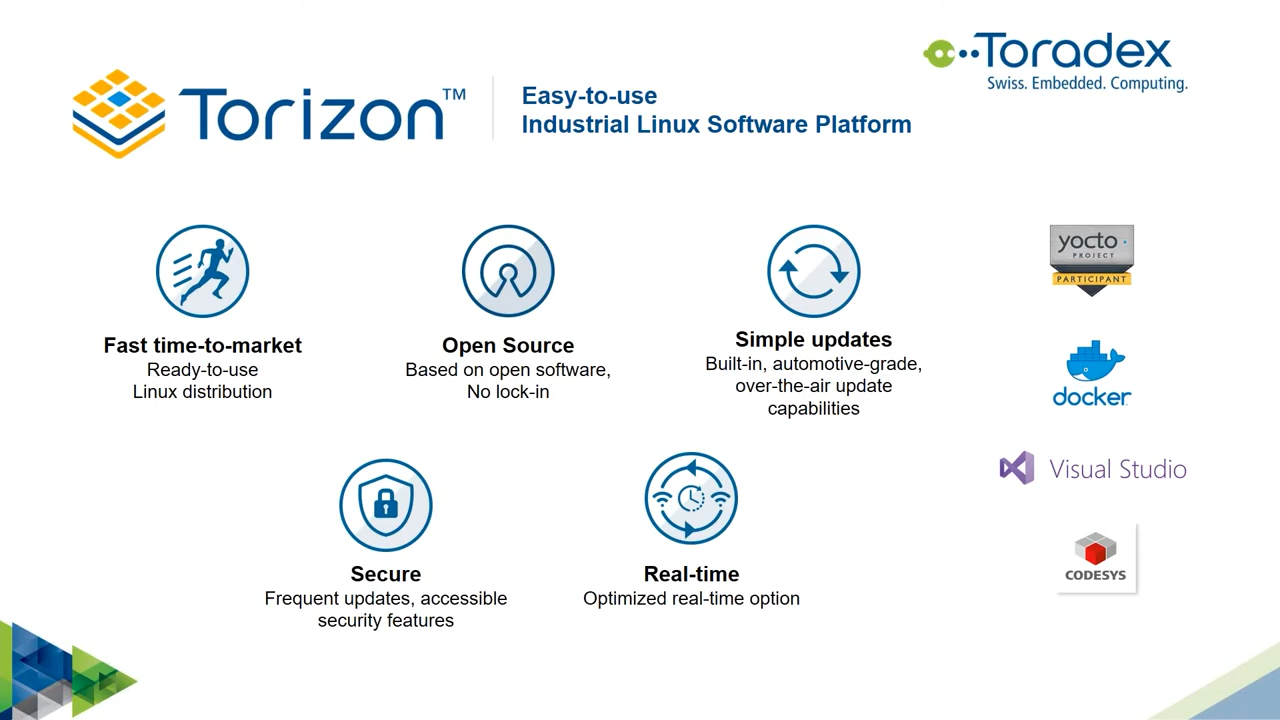 Toradex
Swiss. Embedded. Computing.
Torizon™
Easy-to-use
Industrial Linux Software Platform
Fast time-to-market
Ready-to-use
Linux distribution
Open Source
Based on open software,
No lock-in
Simple updates
Built-in, automotive-grade,
over-the-air update
capabilities
Secure
Frequent updates, accessible
security features
Real-time
Optimized real-time option
yocto
PROJECT
PARTICIPANT
docker
Visual Studio
CODESYS